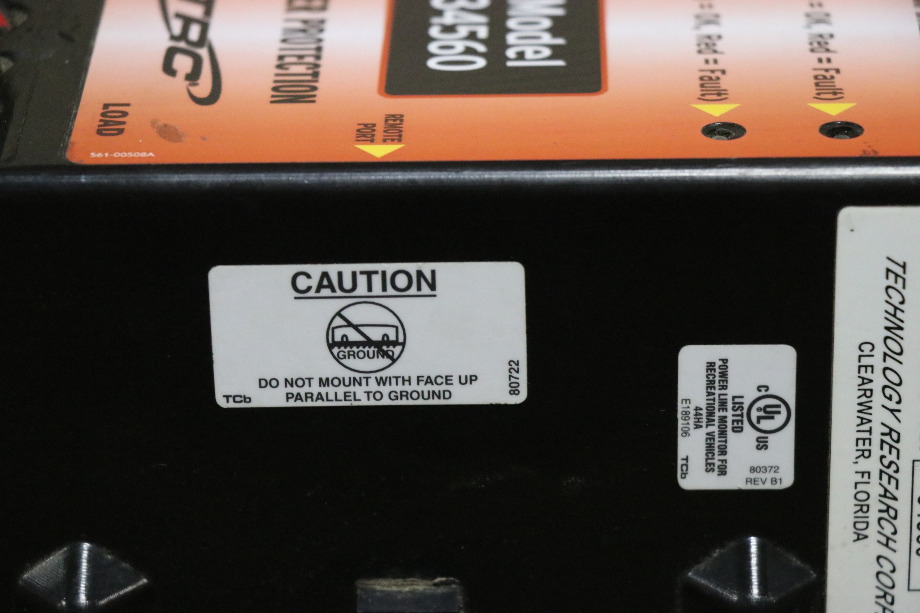 TRC
ER PROTECTION
LOAD
561-00508A
Model
34560
REMOTE
PORT
= OK, Red = Fault)
= OK, Red = Fault)
CAUTION
GROUND
DO NOT MOUNT WITH FACE UP
PARALLEL TO GROUND
TCb
80722
C UL US
LISTED
POWER LINE MONITOR FOR
RECREATIONAL VEHICLES
44HA
E189106
TCb
80372
REV B1
TECHNOLOGY RESEARCH CORP
CLEARWATER, FLORIDA